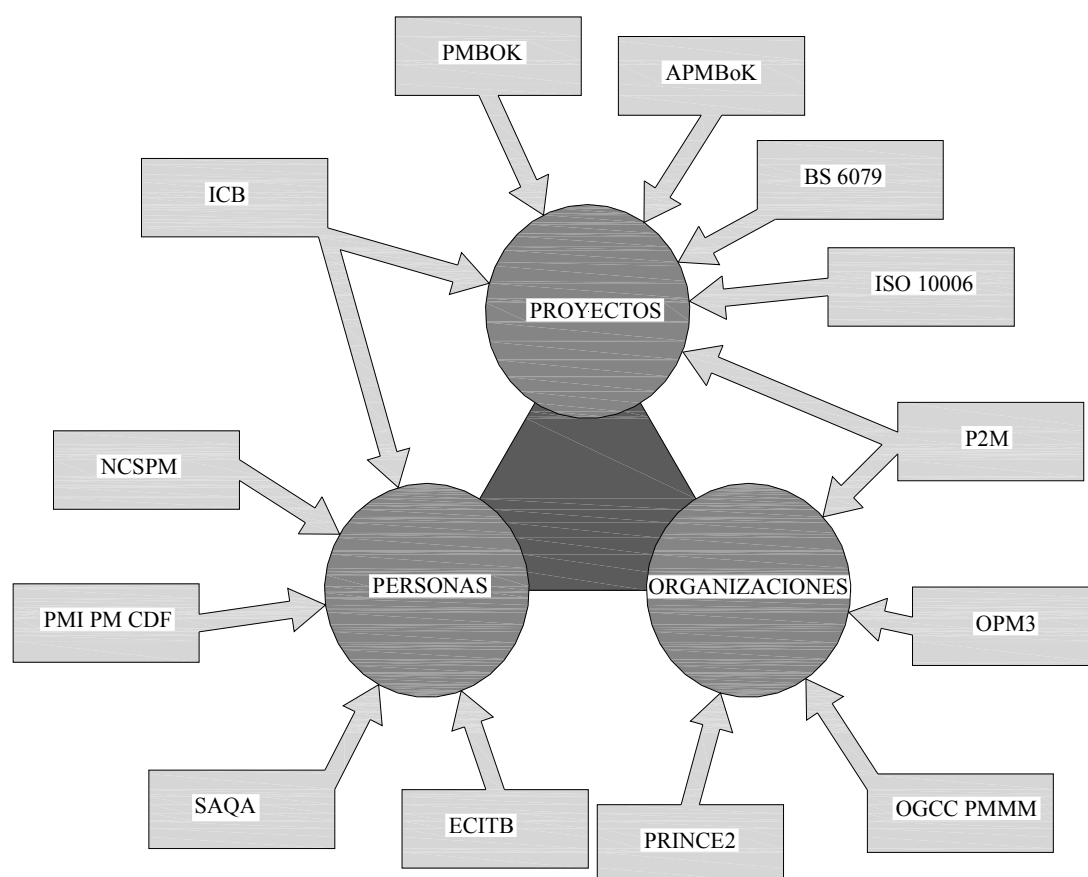 PMBOK
APMBoK
BS 6079
ICB
ISO 10006
PROYECTOS
P2M
NCSPM
PERSONAS
ORGANIZACIONES
PMI PM CDF
OPM3
SAQA
ECITB
PRINCE2
OGCC PMMM